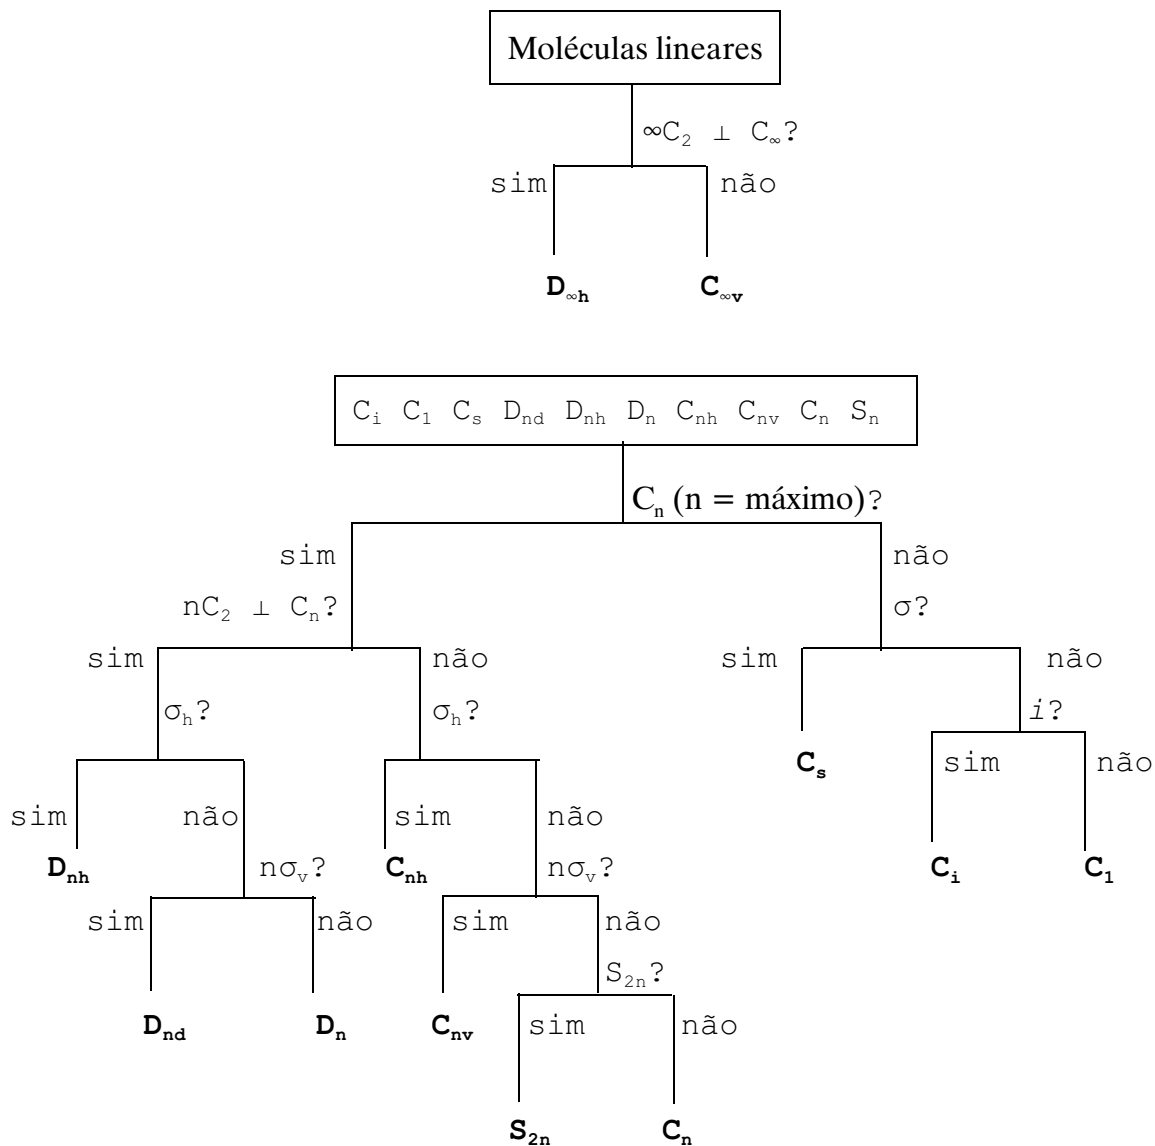 Moléculas lineares
∞C₂ ⊥ C∞?
sim não
D∞h C∞v
Cᵢ C₁ Cₛ Dnd Dnh Dn Cnh Cnv Cn Sn
Cn (n = máximo)?
sim não
nC₂ ⊥ Cn? σ?
sim não sim não
σh? σh? i?
Cs sim não
sim não sim não
Dnh nσv? Cnh nσv? Ci C1
sim não sim não
S2n?
Dnd Dn Cnv sim não
S2n Cn